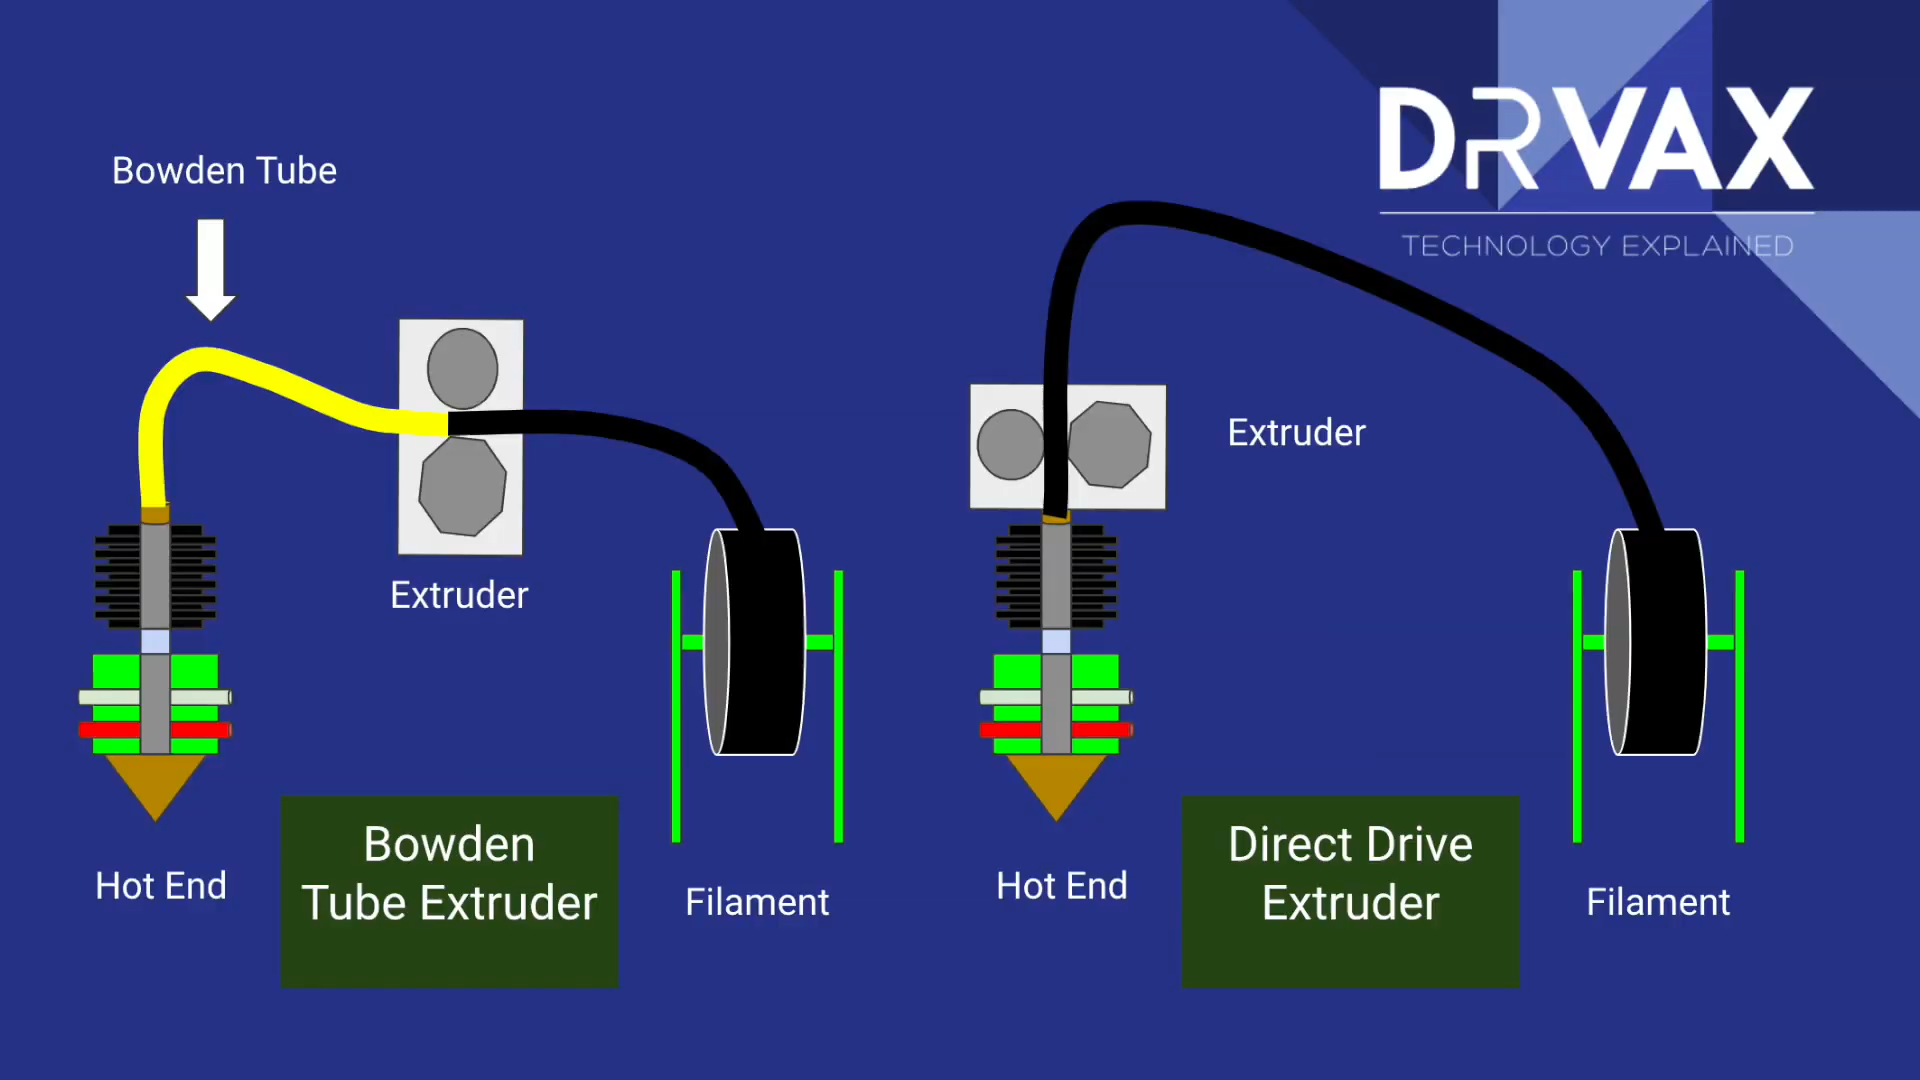 DRVAX
TECHNOLOGY EXPLAINED
Bowden Tube
Extruder
Extruder
Bowden
Tube Extruder
Direct Drive
Extruder
Hot End
Filament
Hot End
Filament